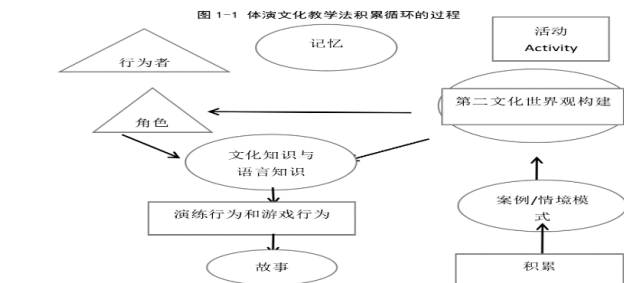 图 1-1 体演文化教学法积累循环的过程
行为者
记忆
活动
Activity
角色
第二文化世界观构建
文化知识与
语言知识
演练行为和游戏行为
案例/情境模
式
故事
积累